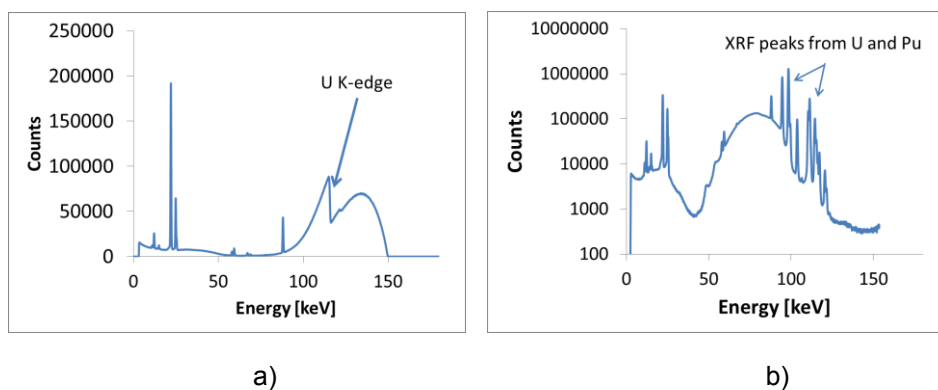 250000
200000
150000
100000
50000
0
Counts
U K-edge
0 50 100 150
Energy [keV]
a)
10000000
1000000
100000
10000
1000
100
Counts
XRF peaks from U and Pu
0 50 100 150
Energy [keV]
b)